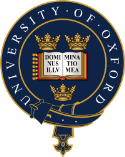 UNIVERSITY OF OXFORD
DOMI MINA
NUS TIO
ILLV MEA